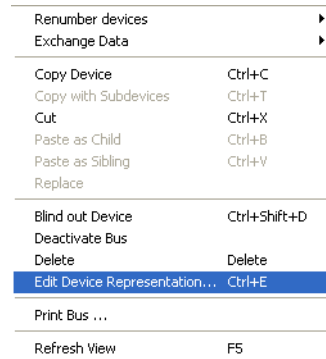 Renumber devices
Exchange Data
Copy Device Ctrl+C
Copy with Subdevices Ctrl+T
Cut Ctrl+X
Paste as Child Ctrl+B
Paste as Sibling Ctrl+V
Replace
Blind out Device Ctrl+Shift+D
Deactivate Bus
Delete Delete
Edit Device Representation... Ctrl+E
Print Bus ...
Refresh View F5